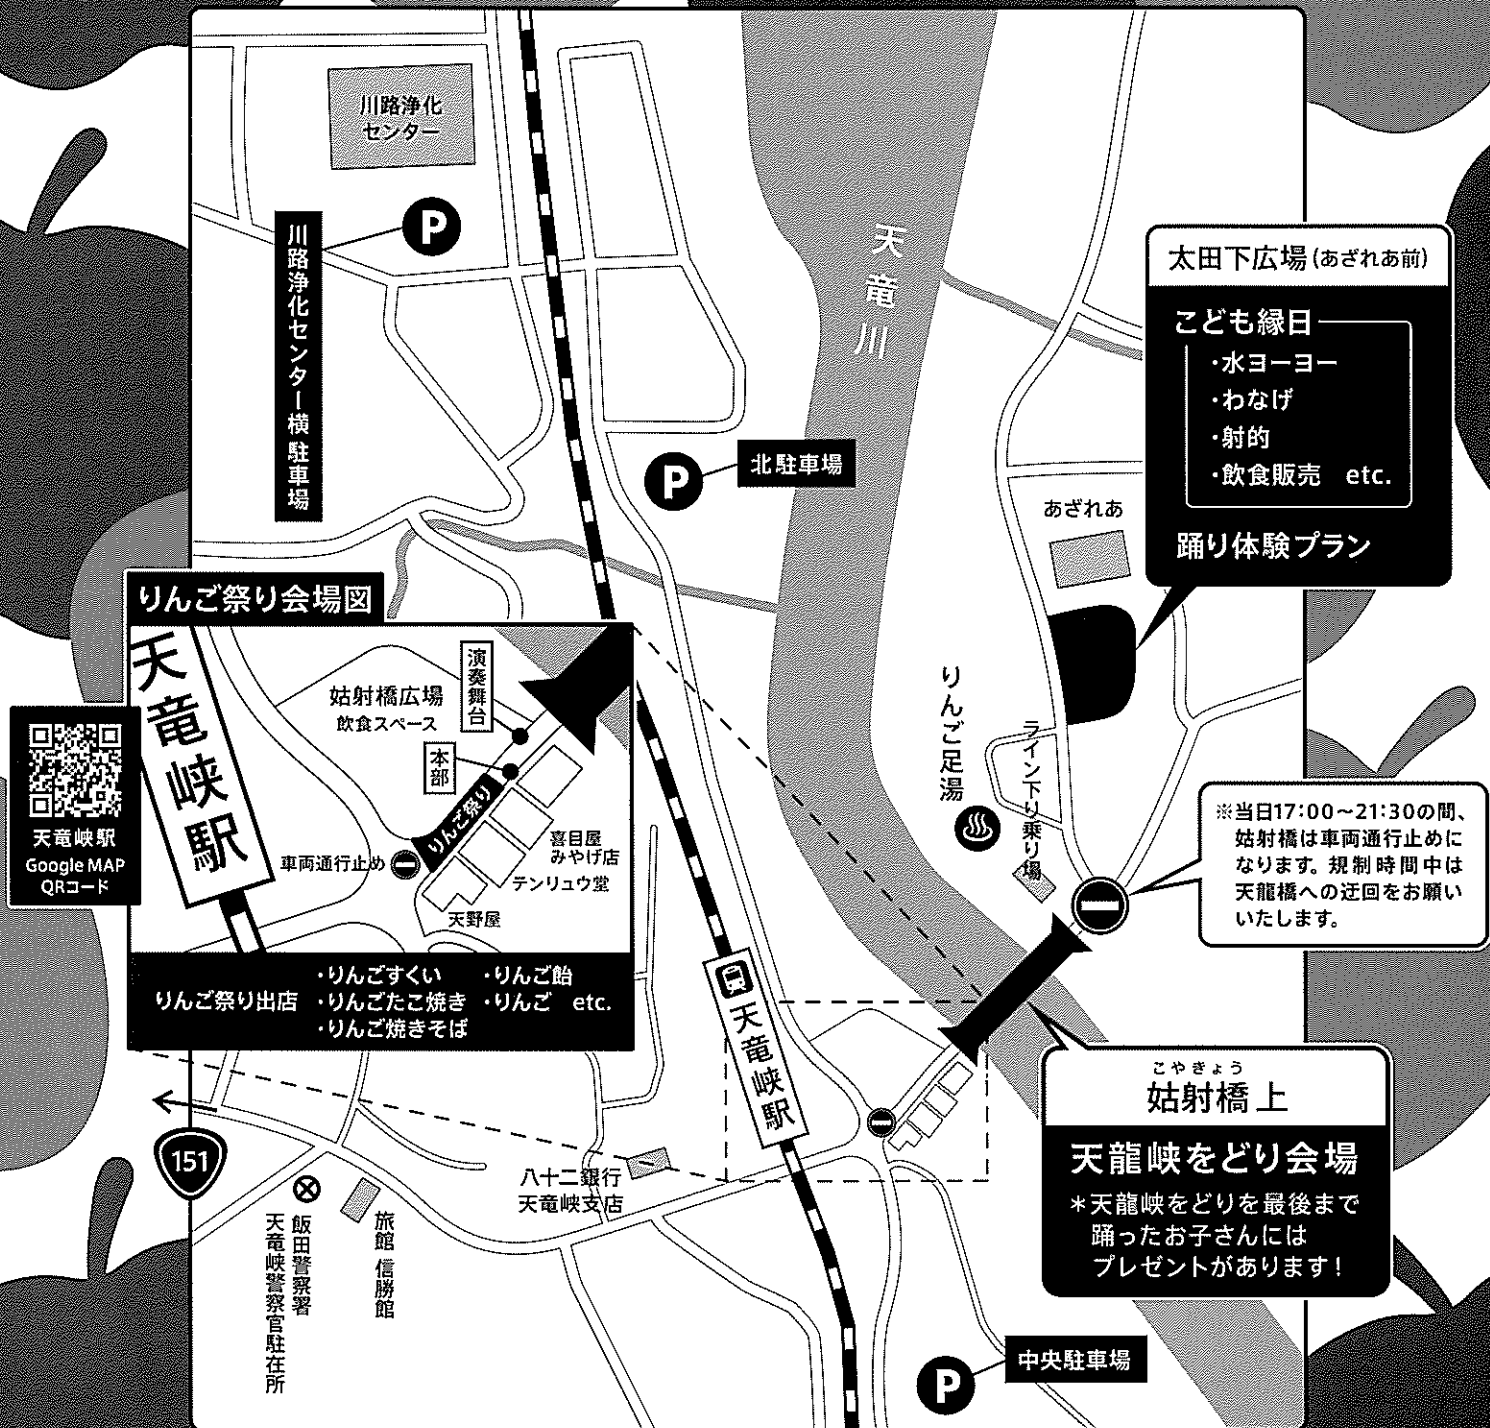 川路浄化
センター
P
川路浄化センター横 駐車場
天竜川
太田下広場(あざれあ前)
こども縁日
・水ヨーヨー
・わなげ
・射的
・飲食販売 etc.
踊り体験プラン
P
北駐車場
あざれあ
りんご祭り会場図
天竜峡駅
演奏舞台
姑射橋広場
飲食スペース
本部
りんご祭り
車両通行止め
喜目屋
みやげ店
テンリュウ堂
天野屋
天竜峡駅
Google MAP
QRコード
りんご祭り出店
・りんごすくい ・りんご飴
・りんごたこ焼き ・りんご etc.
・りんご焼きそば
りんご足湯
ライン下り乗り場
※当日17:00～21:30の間、
姑射橋は車両通行止めに
なります。規制時間中は
天龍橋への迂回をお願い
いたします。
天竜峡駅
こやきょう
姑射橋上
天龍峡をどり会場
＊天龍峡をどりを最後まで
踊ったお子さんには
プレゼントがあります！
151
八十二銀行
天竜峡支店
飯田警察署
天竜峡警察官駐在所
旅館 信勝館
P
中央駐車場